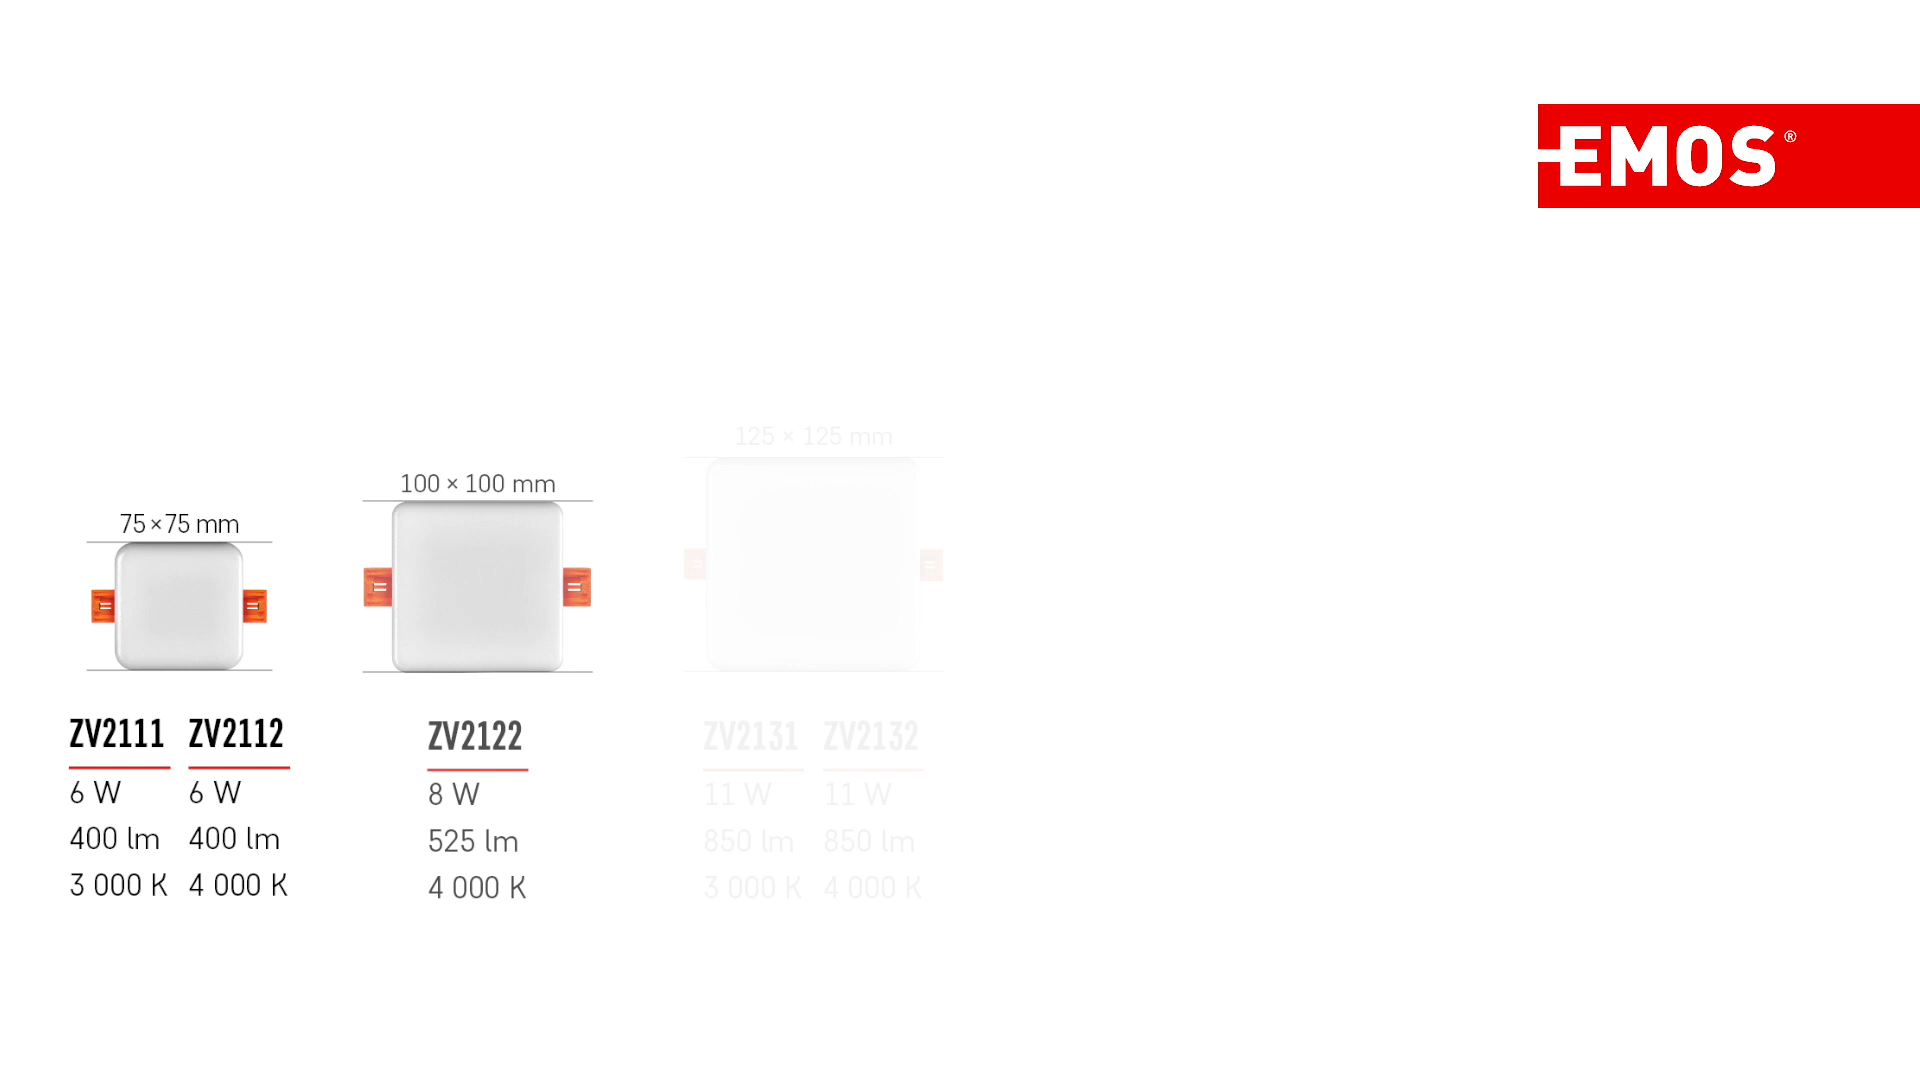 EMOS®
75 × 75 mm
ZV2111 ZV2112
6 W 6 W
400 lm 400 lm
3 000 K 4 000 K
100 × 100 mm
ZV2122
8 W
525 lm
4 000 K
125 × 125 mm
ZV2131 ZV2132
11 W 11 W
850 lm 850 lm
3 000 K 4 000 K